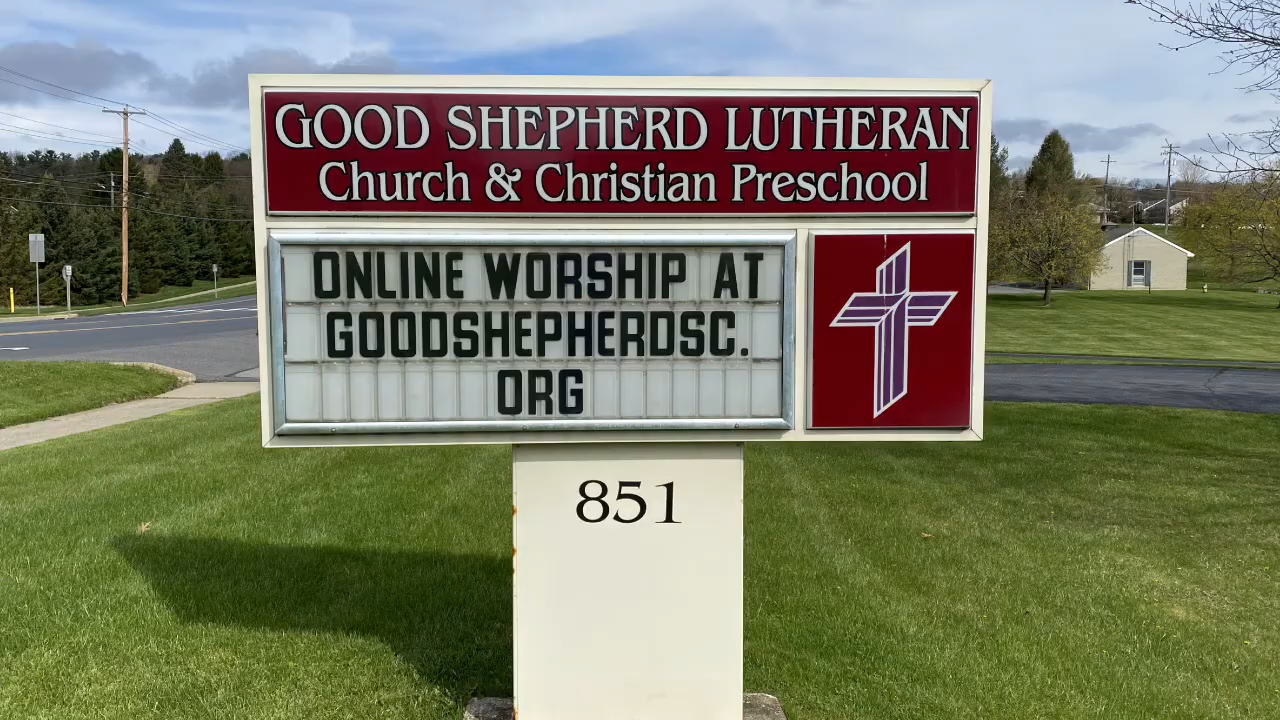 GOOD SHEPHERD LUTHERAN
Church & Christian Preschool
ONLINE WORSHIP AT
GOODSHEPHERDSC.
ORG
851